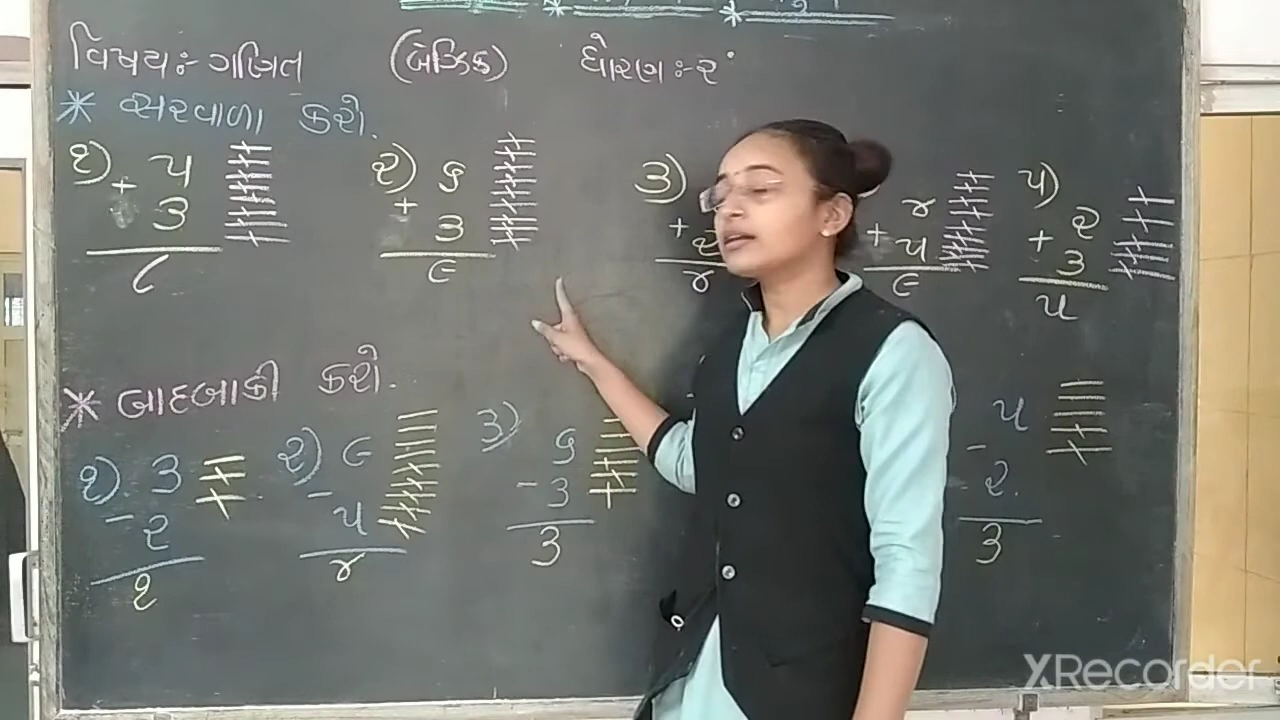 વિષય:- ગણિત (બેઝિક) ધોરણ:- ૨
* સરવાળા કરો.
૧) ૫ + ૩ ૮
૨) ૬ + ૩ ૯
૩) + ૨ ૪
૪ + ૫ ૯
૫) ૨ + ૩ ૫
* બાદબાકી કરો.
૧) ૩ - ૨ ૧
૨) ૯ - ૫ ૪
૩) ૬ - ૩ ૩
૫ - ૨ ૩
XRecorder